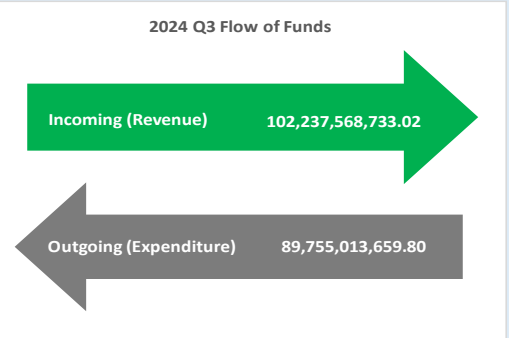 2024 Q3 Flow of Funds
Incoming (Revenue) 102,237,568,733.02
Outgoing (Expenditure) 89,755,013,659.80